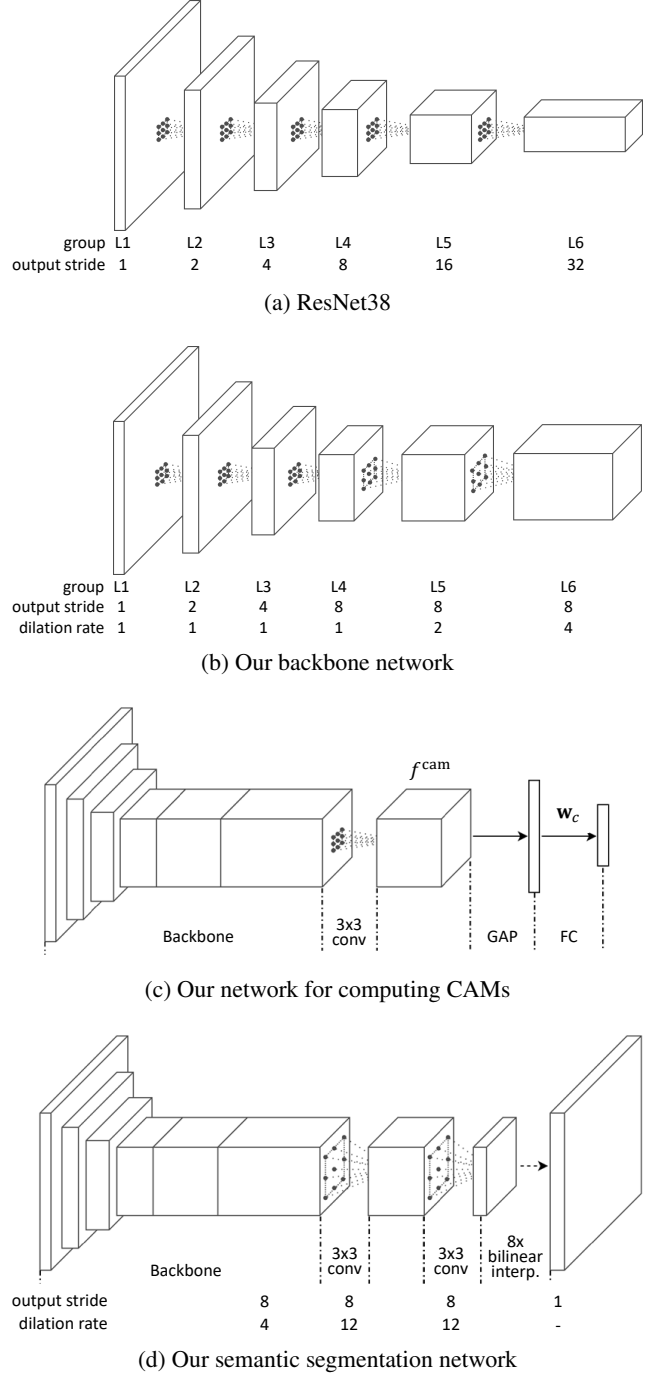 group L1 L2 L3 L4 L5 L6
output stride 1 2 4 8 16 32
(a) ResNet38
group L1 L2 L3 L4 L5 L6
output stride 1 2 4 8 8 8
dilation rate 1 1 1 1 2 4
(b) Our backbone network
f^cam
w_c
Backbone 3x3 conv GAP FC
(c) Our network for computing CAMs
Backbone 3x3 conv 3x3 conv 8x bilinear interp.
output stride 8 8 8 1
dilation rate 4 12 12 -
(d) Our semantic segmentation network